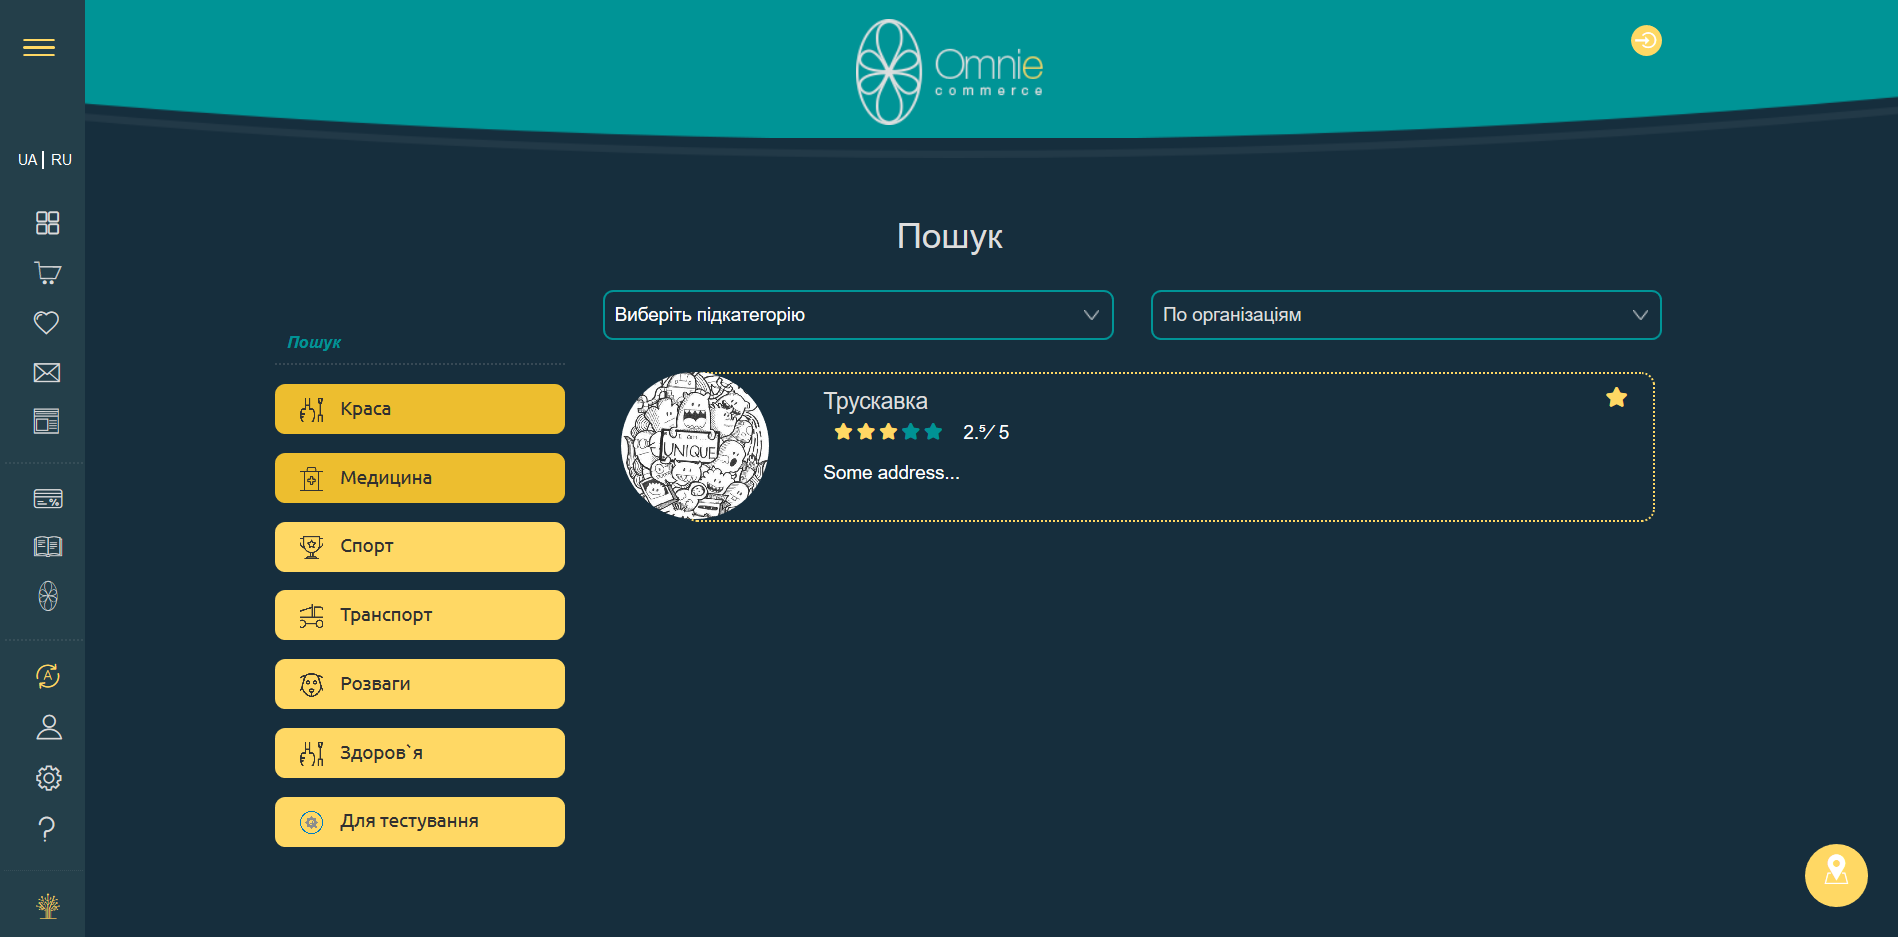 Omnie
commerce
UA | RU
Пошук
Виберіть підкатегорію
По організаціям
Пошук
Краса
Медицина
Спорт
Транспорт
Розваги
Здоров`я
Для тестування
Трускавка
2.⁵⁄ 5
Some address...
UNIQUE
A